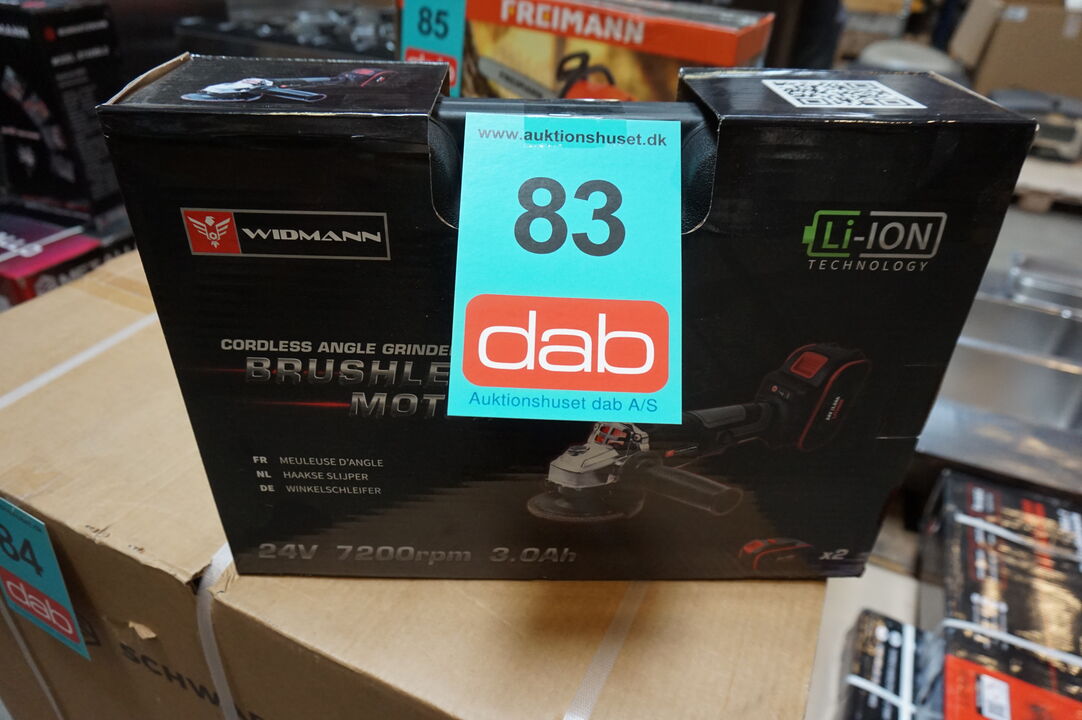 85
FREIMANN
www.auktionshuset.dk
83
dab
Auktionshuset dab A/S
WIDMANN
Li-ION
TECHNOLOGY
CORDLESS ANGLE GRINDE
BRUSHLE
MOT
FR MEULEUSE D'ANGLE
NL HAAKSE SLIJPER
DE WINKELSCHLEIFER
24V 7200rpm 3.0Ah
x2
84
dab
SCHW